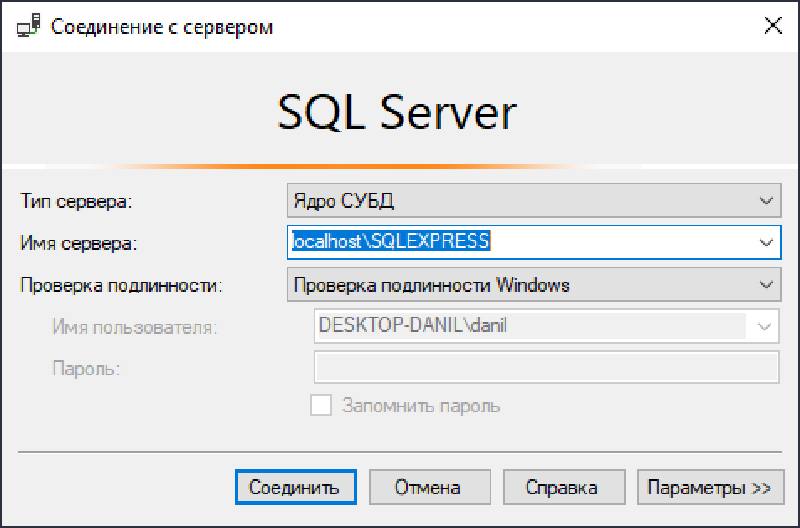 Соединение с сервером
SQL Server
Тип сервера: Ядро СУБД
Имя сервера: localhost\SQLEXPRESS
Проверка подлинности: Проверка подлинности Windows
Имя пользователя: DESKTOP-DANIL\danil
Пароль:
Запомнить пароль
Соединить Отмена Справка Параметры >>